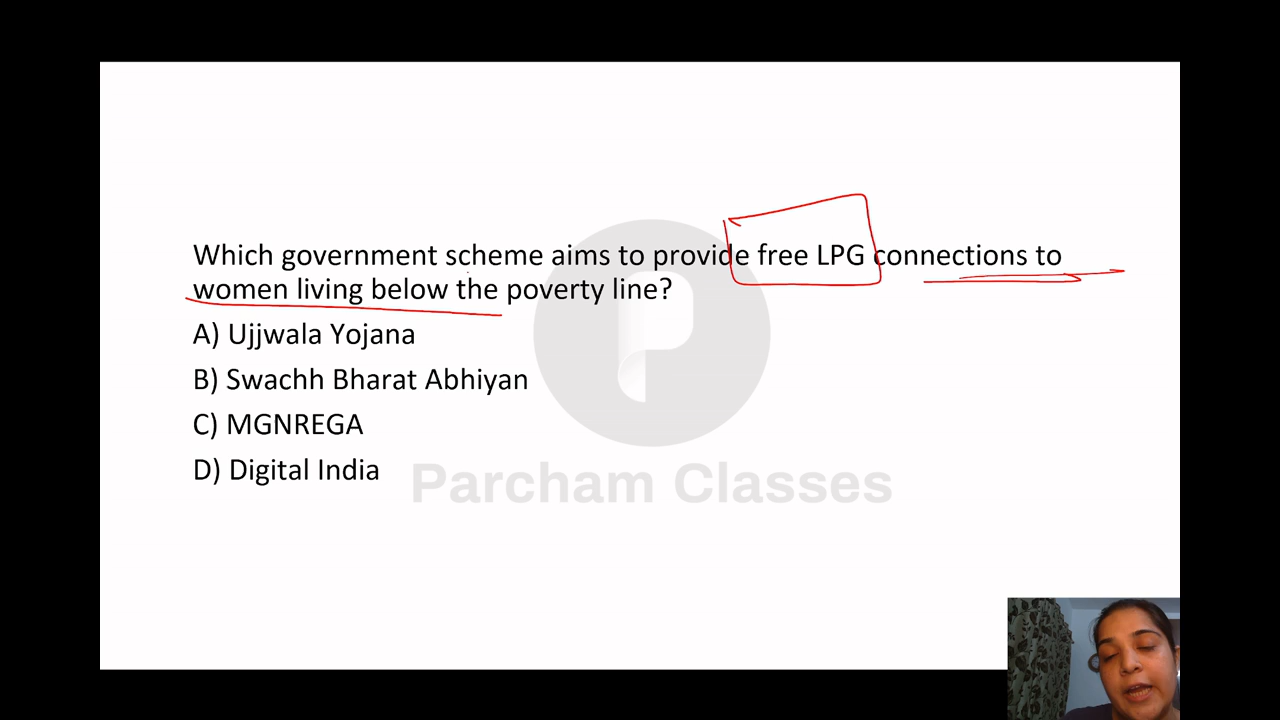 Which government scheme aims to provide free LPG connections to
women living below the poverty line?
A) Ujjwala Yojana
B) Swachh Bharat Abhiyan
C) MGNREGA
D) Digital India
Parcham Classes